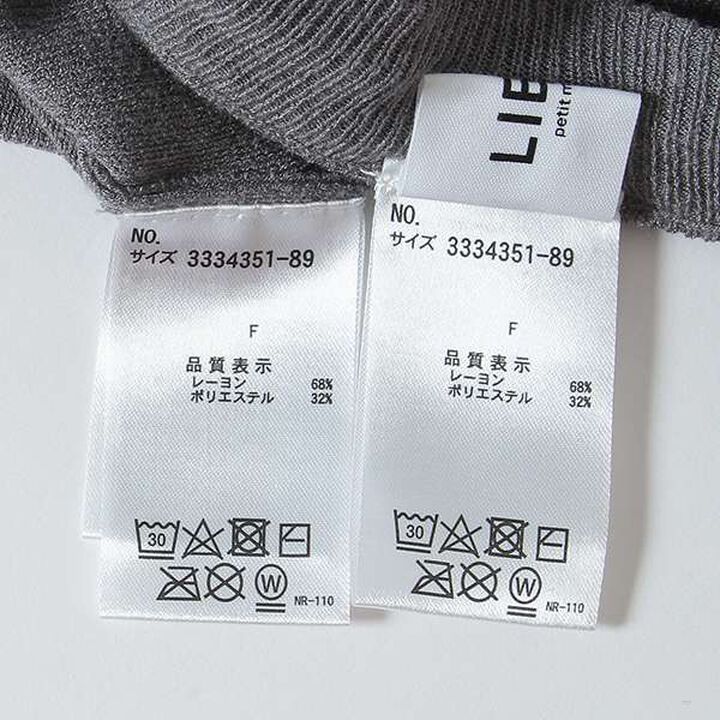 LIB
petit m
NO.
サイズ 3334351-89
F
品質表示
レーヨン 68%
ポリエステル 32%
30
W
NR-110
NO.
サイズ 3334351-89
F
品質表示
レーヨン 68%
ポリエステル 32%
30
W
NR-110